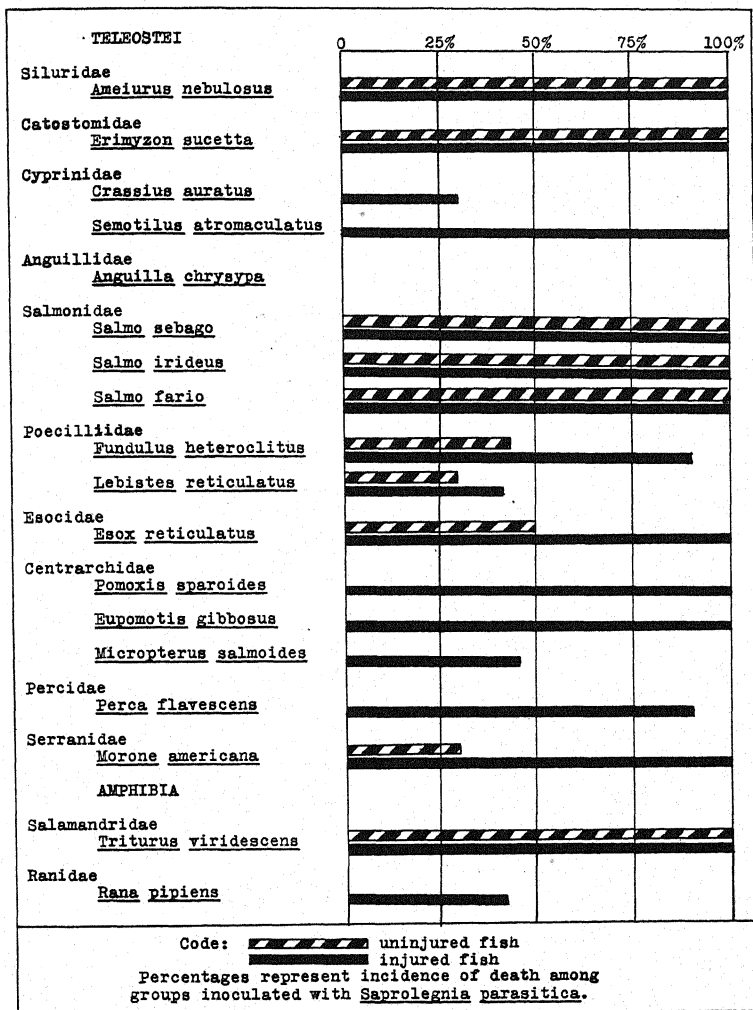 TELEOSTEI
0 25% 50% 75% 100%
Siluridae
Ameiurus nebulosus
Catostomidae
Erimyzon sucetta
Cyprinidae
Crassius auratus
Semotilus atromaculatus
Anguillidae
Anguilla chrysypa
Salmonidae
Salmo sebago
Salmo irideus
Salmo fario
Poecilliidae
Fundulus heteroclitus
Lebistes reticulatus
Esocidae
Esox reticulatus
Centrarchidae
Pomoxis sparoides
Eupomotis gibbosus
Micropterus salmoides
Percidae
Perca flavescens
Serranidae
Morone americana
AMPHIBIA
Salamandridae
Triturus viridescens
Ranidae
Rana pipiens
Code: uninjured fish
injured fish
Percentages represent incidence of death among
groups inoculated with Saprolegnia parasitica.